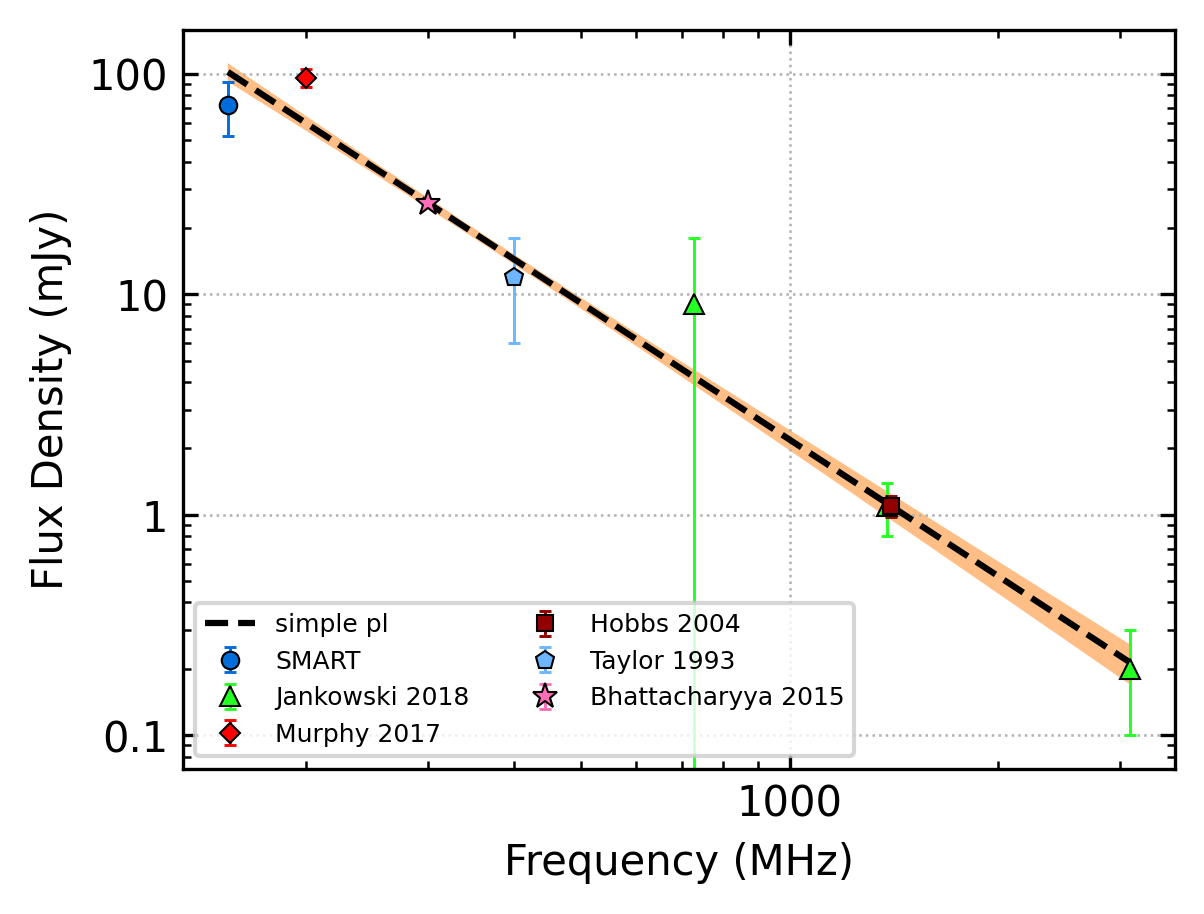 100
10
1
0.1
Flux Density (mJy)
simple pl
SMART
Jankowski 2018
Murphy 2017
Hobbs 2004
Taylor 1993
Bhattacharyya 2015
1000
Frequency (MHz)